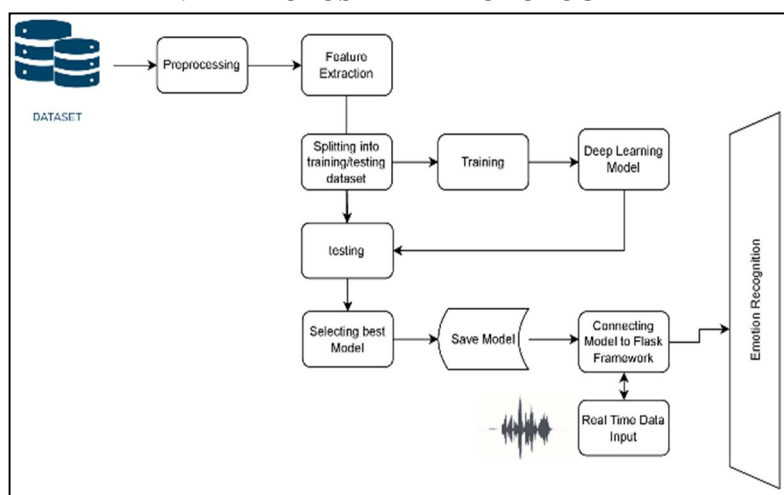 DATASET
Preprocessing
Feature
Extraction
Splitting into
training/testing
dataset
Training
Deep Learning
Model
testing
Selecting best
Model
Save Model
Connecting
Model to Flask
Framework
Real Time Data
Input
Emotion Recognition